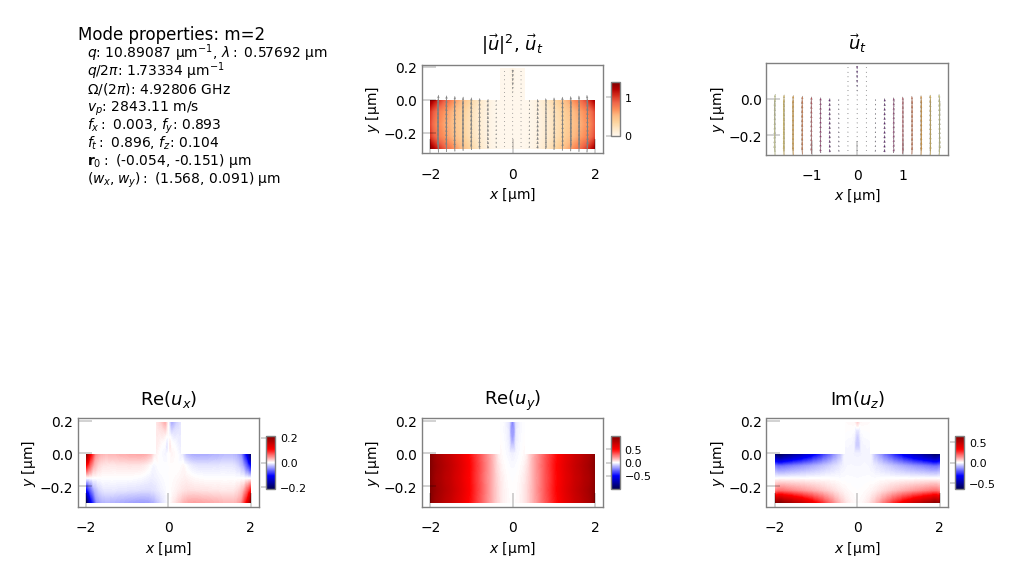 Mode properties: m=2
q: 10.89087 μm⁻¹, λ: 0.57692 μm
q/2π: 1.73334 μm⁻¹
Ω/(2π): 4.92806 GHz
vₚ: 2843.11 m/s
fₓ: 0.003, f_y: 0.893
f_t: 0.896, f_z: 0.104
r₀: (-0.054, -0.151) μm
(wₓ, w_y): (1.568, 0.091) μm
|u⃗|², u⃗_t
0.2
0.0
−0.2
y [μm]
−2 0 2
x [μm]
1
0
u⃗_t
0.0
−0.2
y [μm]
−1 0 1
x [μm]
Re(uₓ)
0.2
0.0
−0.2
y [μm]
−2 0 2
x [μm]
0.2
0.0
−0.2
Re(u_y)
0.2
0.0
−0.2
y [μm]
−2 0 2
x [μm]
0.5
0.0
−0.5
Im(u_z)
0.2
0.0
−0.2
y [μm]
−2 0 2
x [μm]
0.5
0.0
−0.5